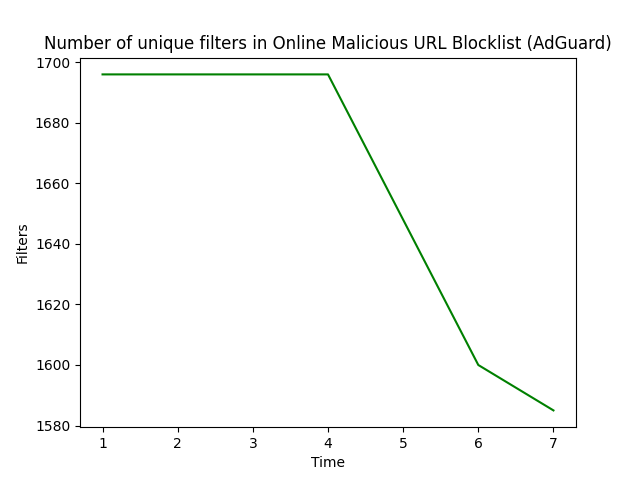 Number of unique filters in Online Malicious URL Blocklist (AdGuard)
1700
1680
1660
1640
1620
1600
1580
Filters
1 2 3 4 5 6 7
Time